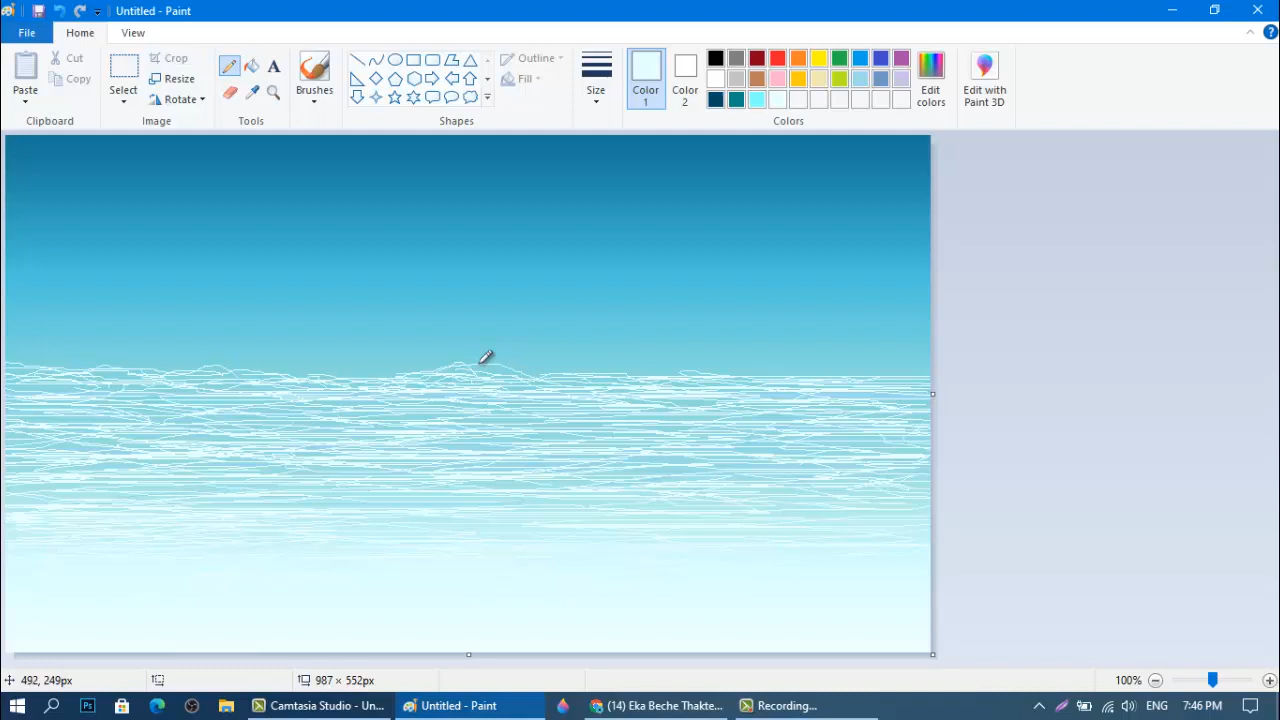 Untitled - Paint
File
Home
View
Paste
Cut
Copy
Clipboard
Select
Crop
Resize
Rotate
Image
Tools
Brushes
Outline
Fill
Shapes
Size
Color
1
Color
2
Colors
Edit
colors
Edit with
Paint 3D
492, 249px
987 × 552px
100%
Ps
Camtasia Studio - Un...
Untitled - Paint
(14) Eka Beche Thakte...
Recording...
ENG
7:46 PM